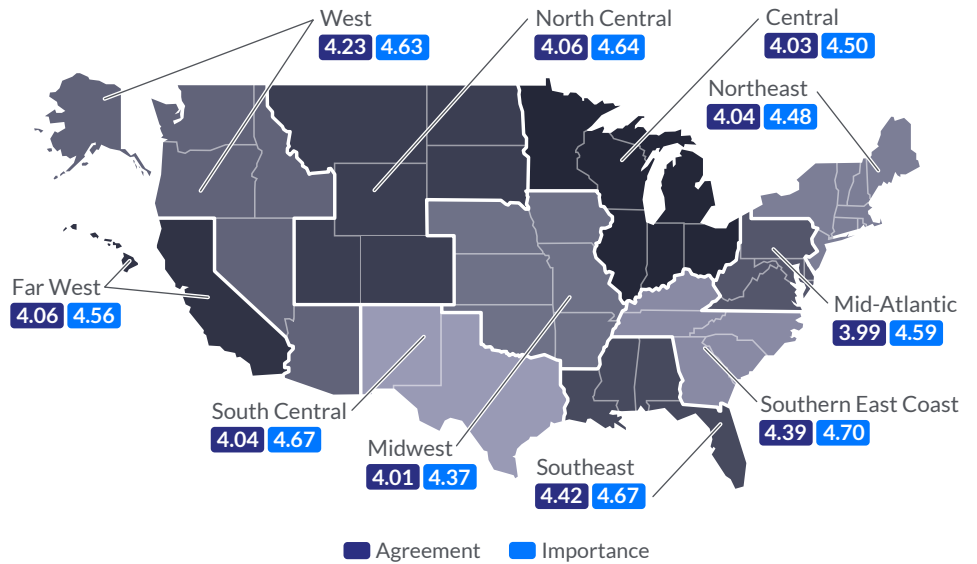 West
4.23 4.63
North Central
4.06 4.64
Central
4.03 4.50
Northeast
4.04 4.48
Far West
4.06 4.56
Mid-Atlantic
3.99 4.59
South Central
4.04 4.67
Midwest
4.01 4.37
Southeast
4.42 4.67
Southern East Coast
4.39 4.70
Agreement Importance